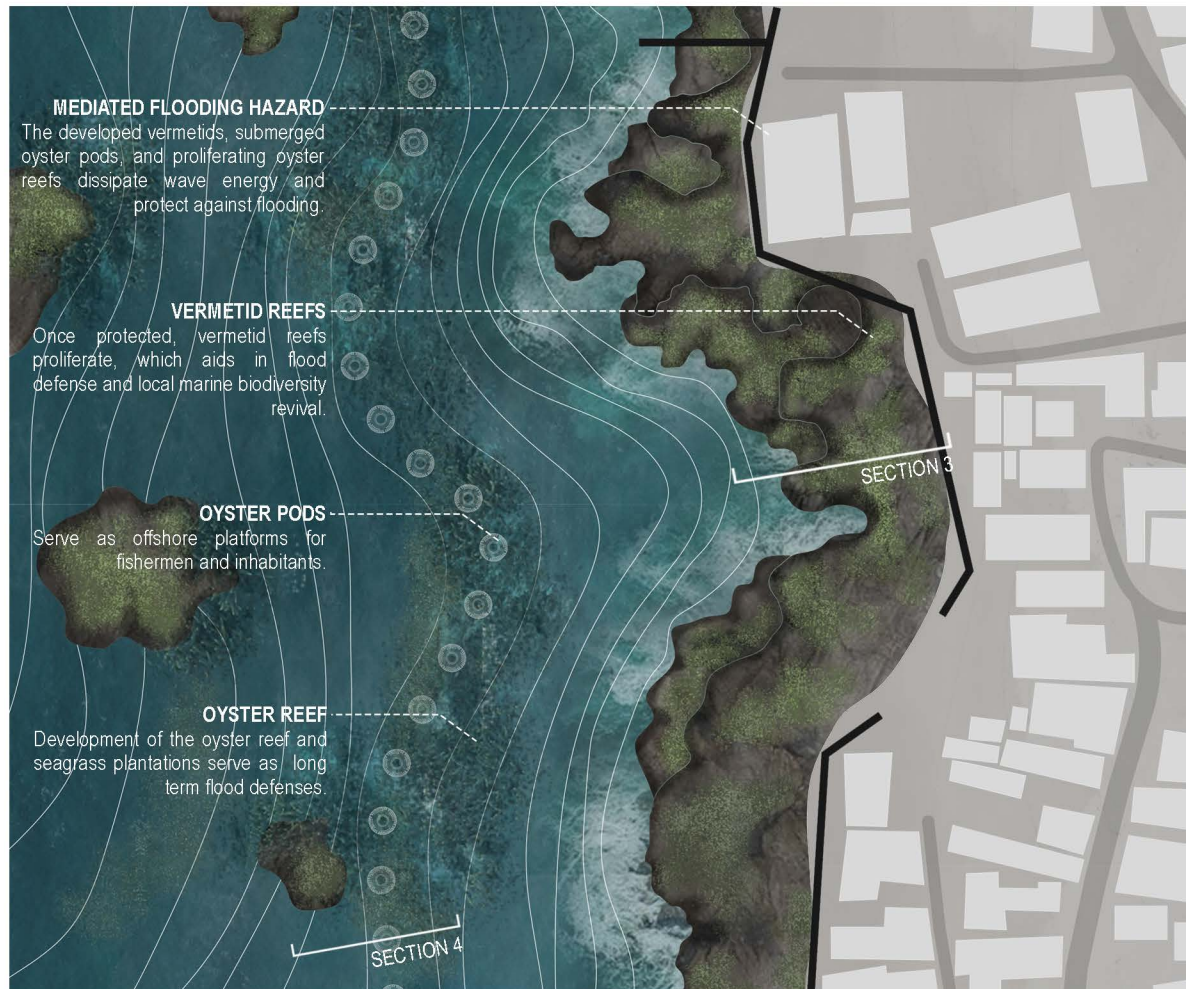 MEDIATED FLOODING HAZARD
The developed vermetids, submerged
oyster pods, and proliferating oyster
reefs dissipate wave energy and
protect against flooding.
VERMETID REEFS
Once protected, vermetid reefs
proliferate, which aids in flood
defense and local marine biodiversity
revival.
SECTION 3
OYSTER PODS
Serve as offshore platforms for
fishermen and inhabitants.
OYSTER REEF
Development of the oyster reef and
seagrass plantations serve as long
term flood defenses.
SECTION 4